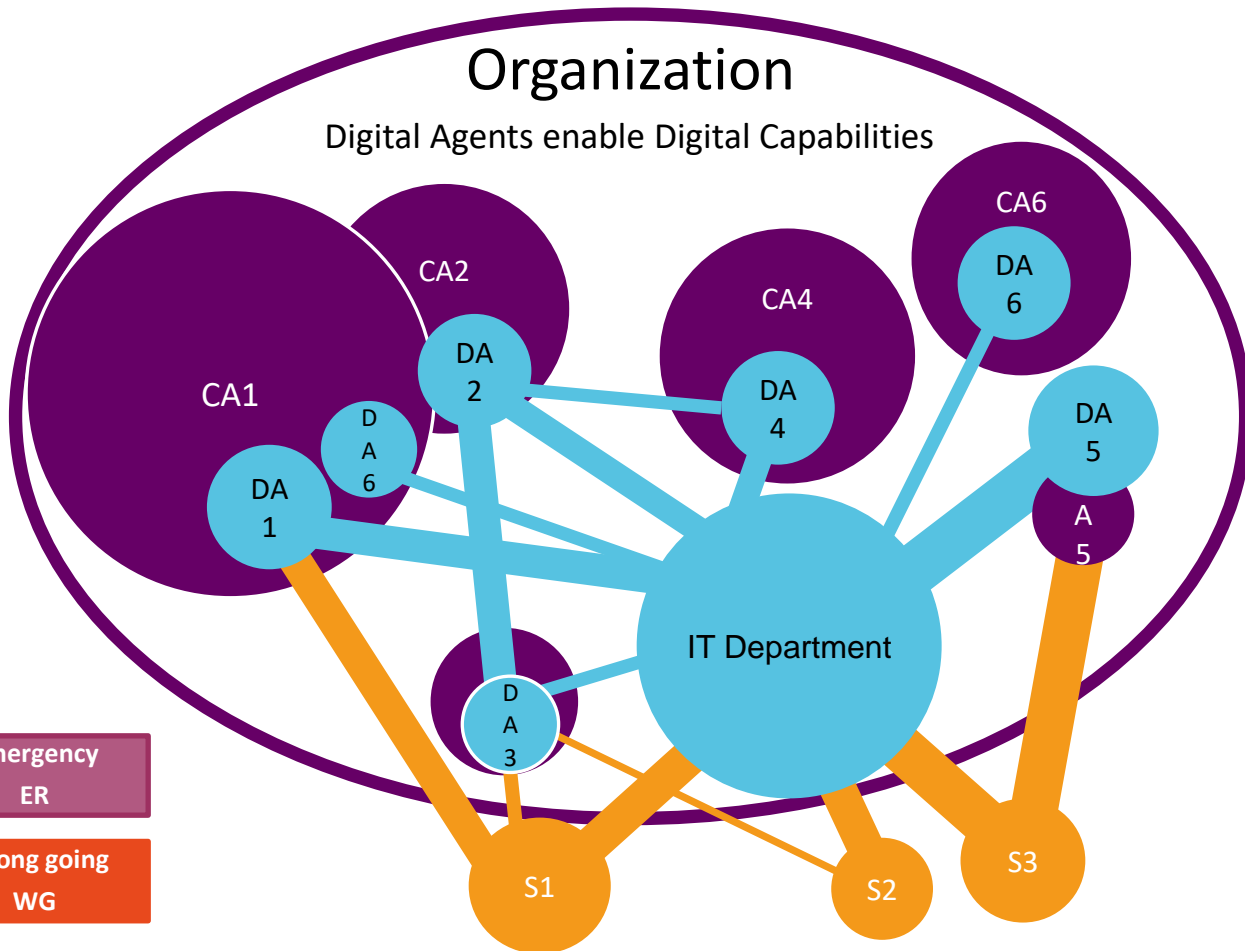 Organization
Digital Agents enable Digital Capabilities
CA6
CA2
DA
6
CA4
DA
2
CA1
DA
4
DA
5
D
A
6
DA
1
A
5
IT Department
D
A
3
mergency
ER
ong going
WG
S1
S2
S3